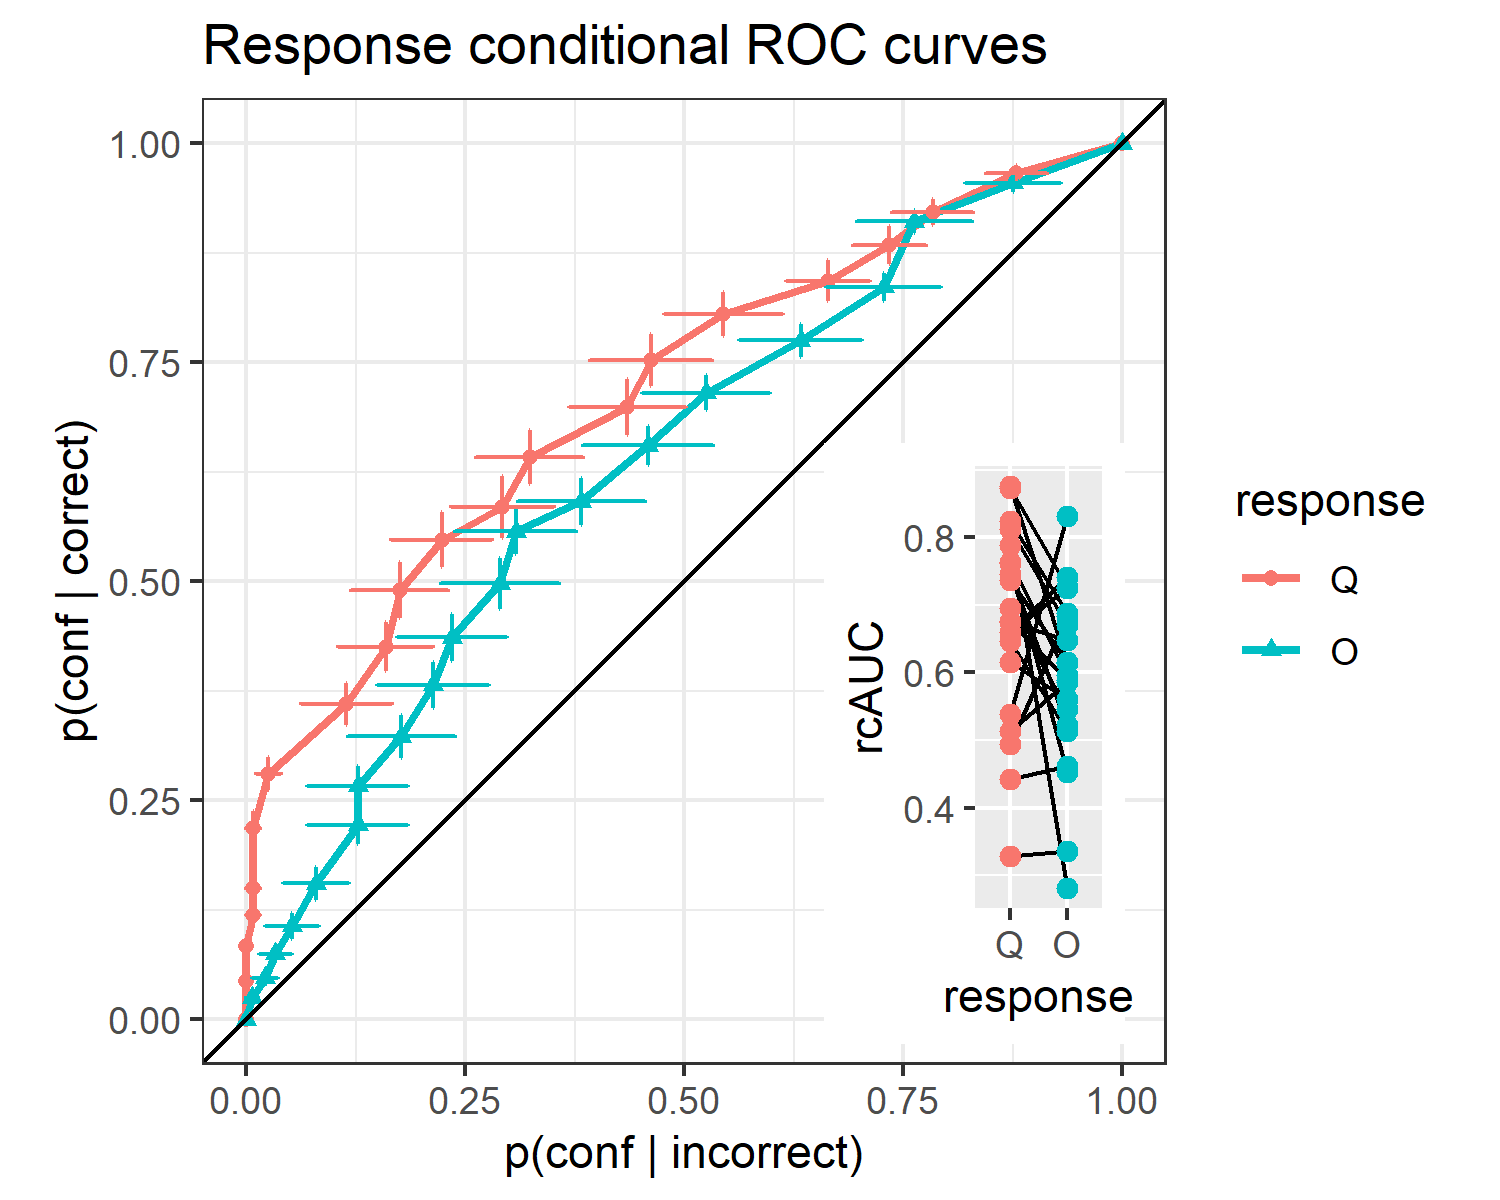 Response conditional ROC curves
p(conf | correct)
1.00
0.75
0.50
0.25
0.00
0.00 0.25 0.50 0.75 1.00
p(conf | incorrect)
rcAUC
0.8
0.6
0.4
Q O
response
response
Q
O